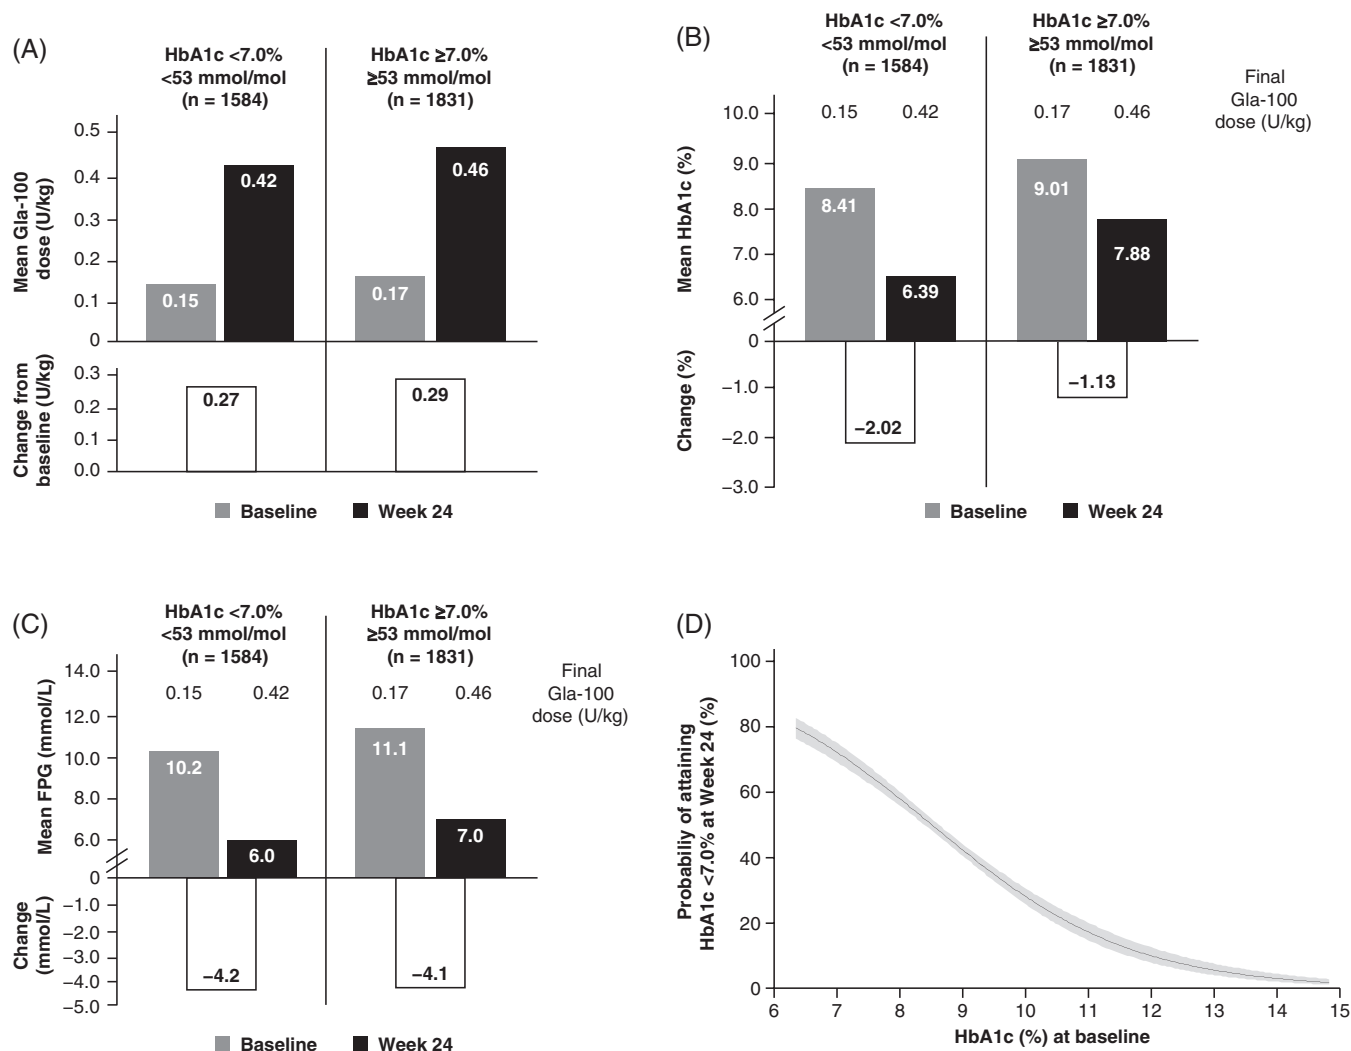 (A)
HbA1c <7.0%
<53 mmol/mol
(n = 1584)
HbA1c ≥7.0%
≥53 mmol/mol
(n = 1831)
Mean Gla-100
dose (U/kg)
0.5
0.4
0.3
0.2
0.1
0
0.15
0.42
0.17
0.46
Change from
baseline (U/kg)
0.3
0.2
0.1
0.0
0.27
0.29
Baseline
Week 24
(B)
HbA1c <7.0%
<53 mmol/mol
(n = 1584)
HbA1c ≥7.0%
≥53 mmol/mol
(n = 1831)
Final
Gla-100
dose (U/kg)
0.15
0.42
0.17
0.46
Mean HbA1c (%)
10.0
9.0
8.0
7.0
6.0
0
8.41
6.39
9.01
7.88
Change (%)
−1.0
−2.0
−3.0
−2.02
−1.13
Baseline
Week 24
(C)
HbA1c <7.0%
<53 mmol/mol
(n = 1584)
HbA1c ≥7.0%
≥53 mmol/mol
(n = 1831)
Final
Gla-100
dose (U/kg)
0.15
0.42
0.17
0.46
Mean FPG (mmol/L)
14.0
12.0
10.0
8.0
6.0
0
10.2
6.0
11.1
7.0
Change
(mmol/L)
−1.0
−2.0
−3.0
−4.0
−5.0
−4.2
−4.1
Baseline
Week 24
(D)
Probability of attaining
HbA1c <7.0% at Week 24 (%)
100
80
60
40
20
0
6
7
8
9
10
11
12
13
14
15
HbA1c (%) at baseline